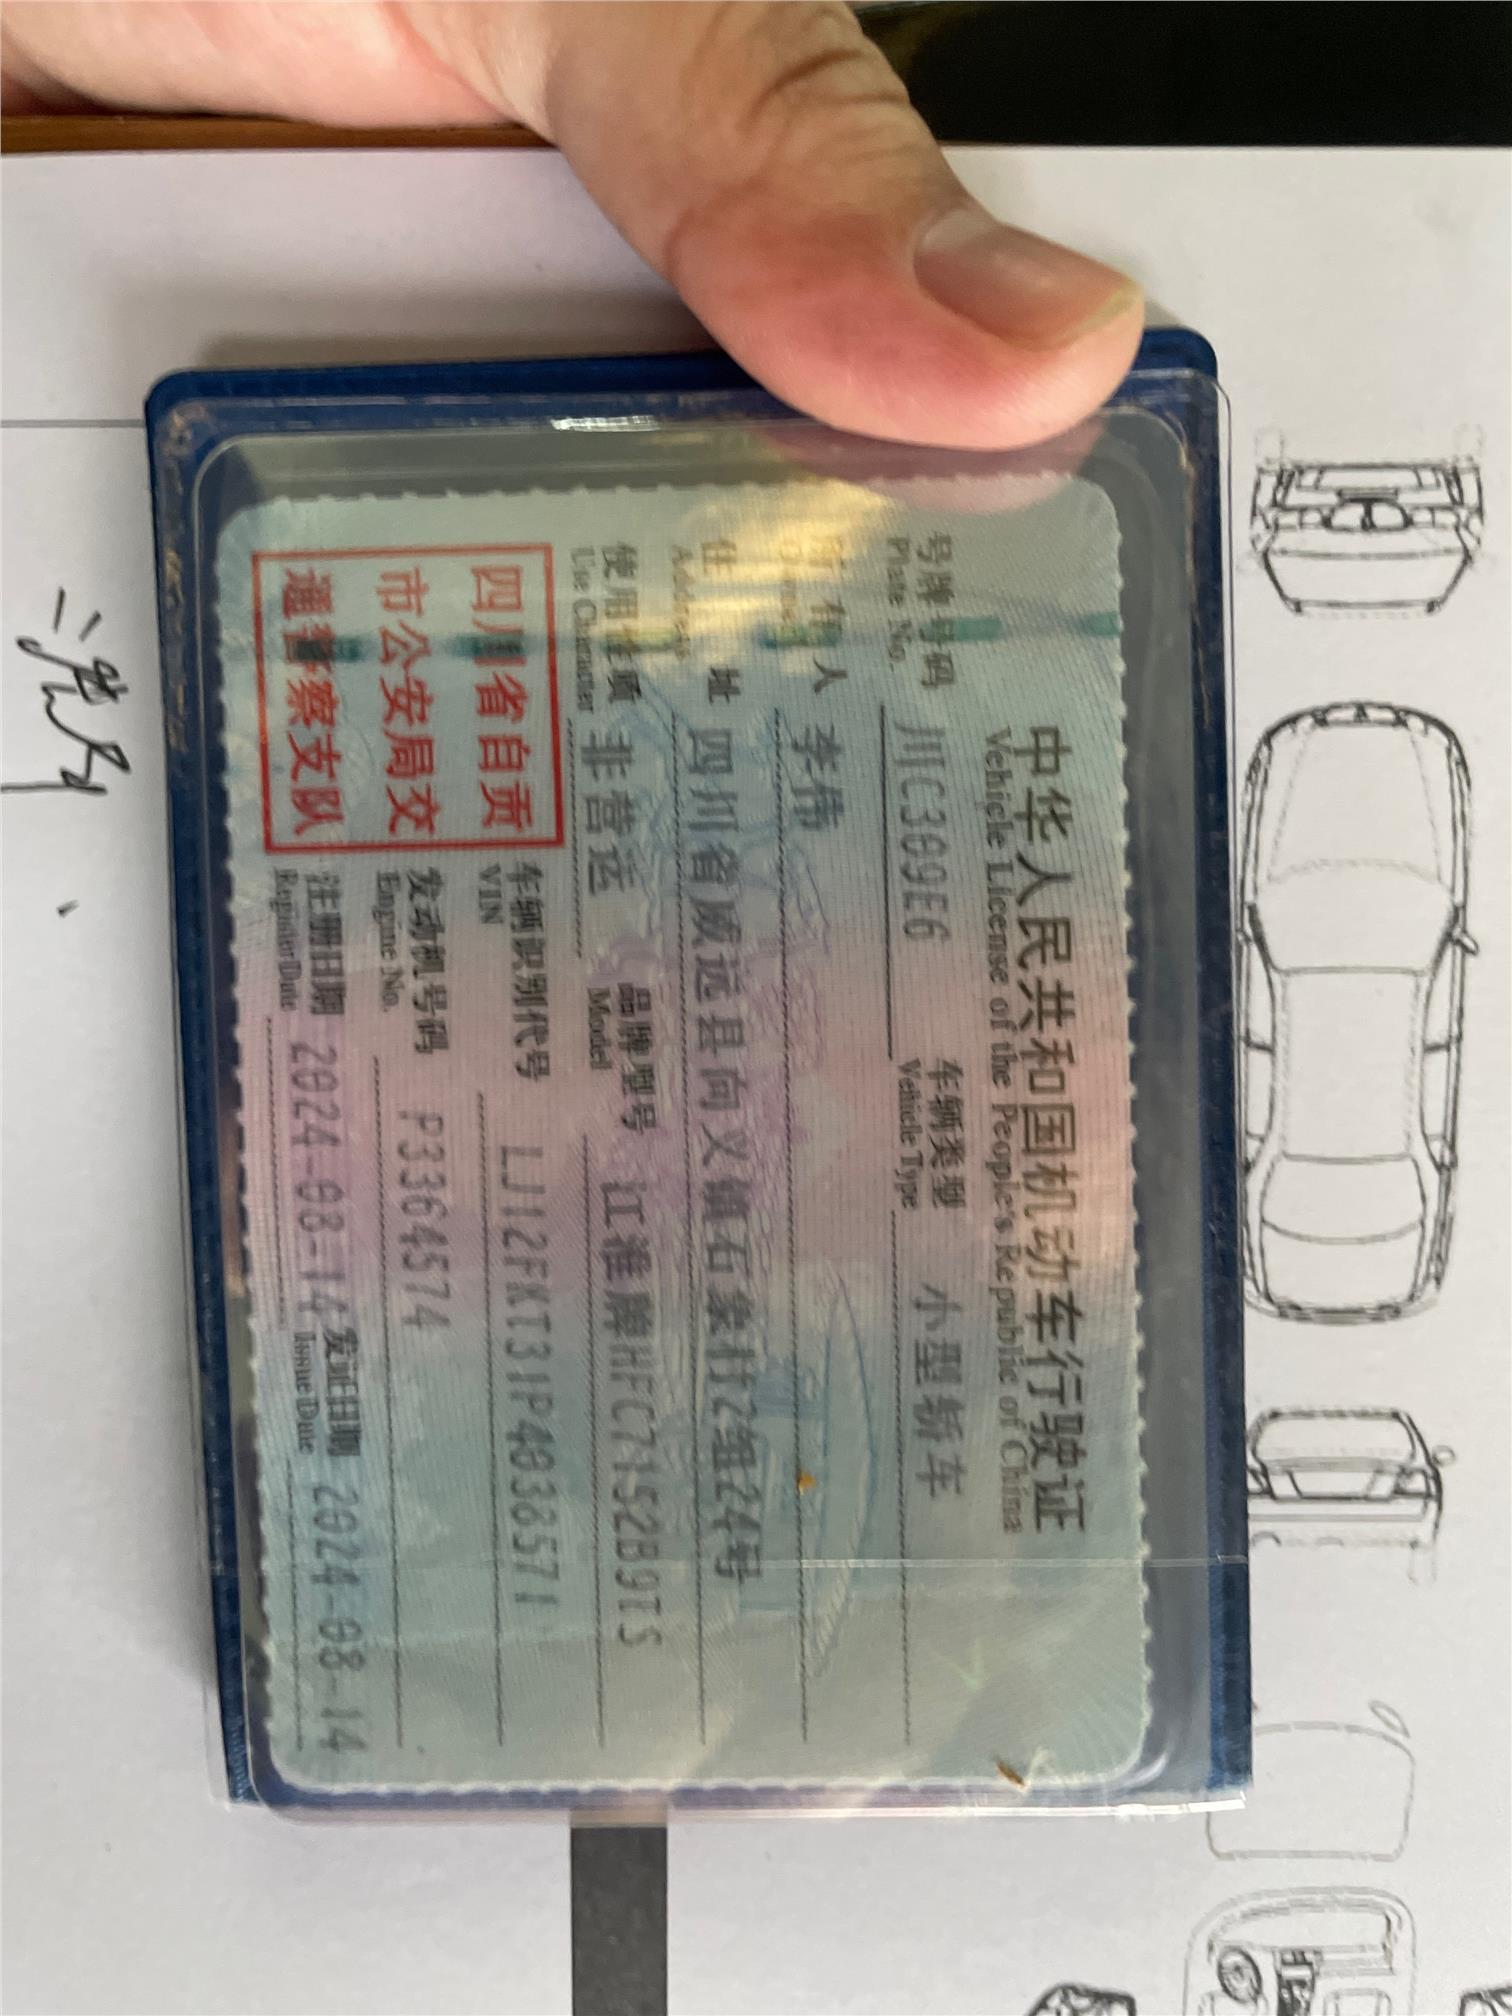 中华人民共和国机动车行驶证
Vehicle License of the People's Republic of China
号牌号码 川C309E6 车辆类型 小型轿车
Plate No. Vehicle Type
所有人 李伟
Owner
住址 四川省威远县向义镇石象村2组24号
Address
使用性质 非营运 品牌型号 江淮牌HFC7152B9TS
Use Character Model
四川省自贡
市公安局交
通警察支队
车辆识别代号 LJ12FKT31P4038571
VIN
发动机号码 P3364574
Engine No.
注册日期 2024-08-14 发证日期 2024-08-14
Register Date Issue Date